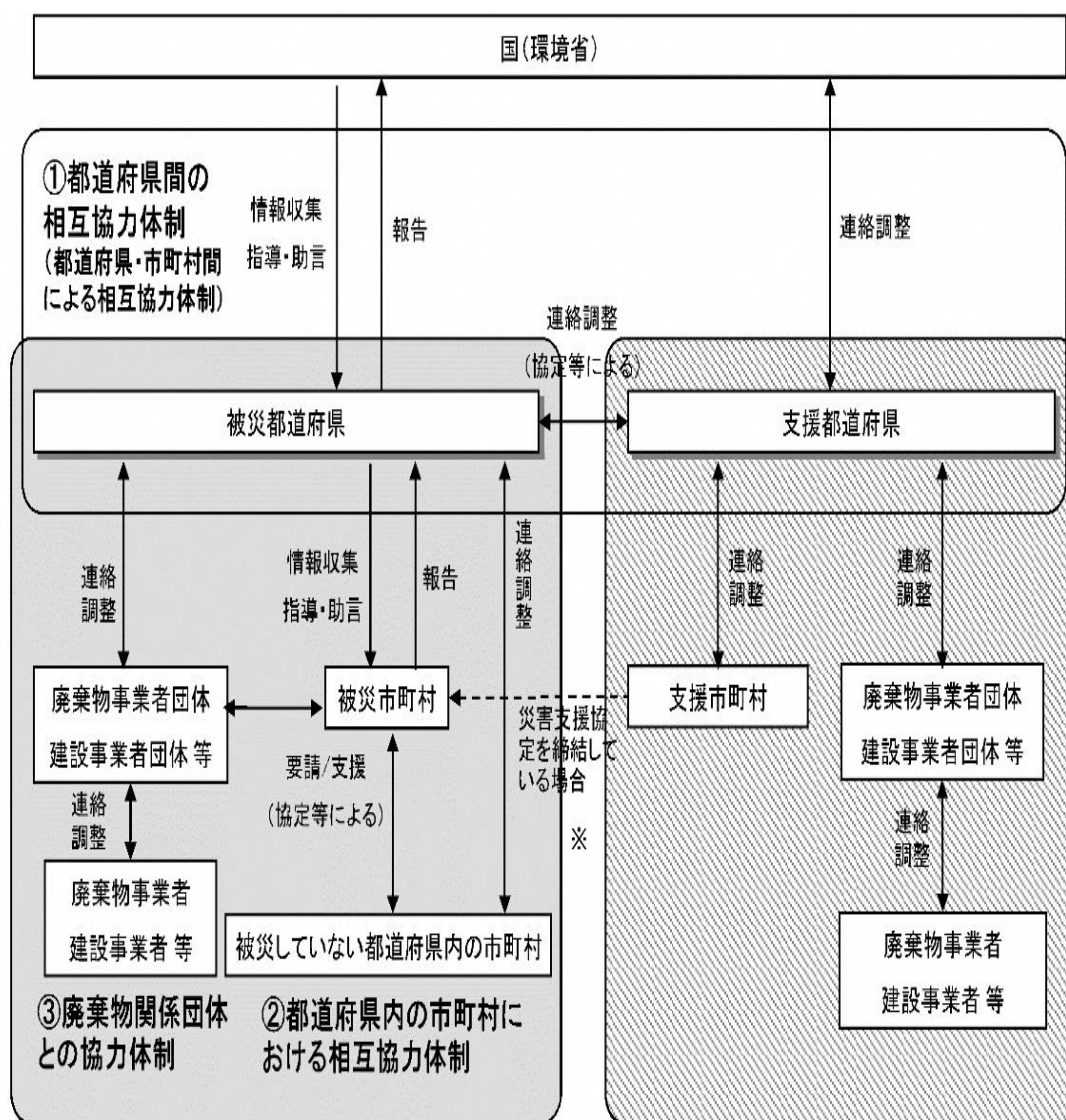 国(環境省)
①都道府県間の
相互協力体制
(都道府県・市町村間
による相互協力体制)
情報収集
指導・助言
報告
連絡調整
連絡調整
(協定等による)
被災都道府県
支援都道府県
連絡
調整
情報収集
指導・助言
報告
連絡調整
連絡
調整
連絡
調整
廃棄物事業者団体
建設事業者団体 等
被災市町村
支援市町村
廃棄物事業者団体
建設事業者団体 等
災害支援協
定を締結して
いる場合
※
要請/支援
(協定等による)
連絡
調整
連絡
調整
廃棄物事業者
建設事業者 等
被災していない都道府県内の市町村
廃棄物事業者
建設事業者 等
③廃棄物関係団体
との協力体制
②都道府県内の市町村に
おける相互協力体制